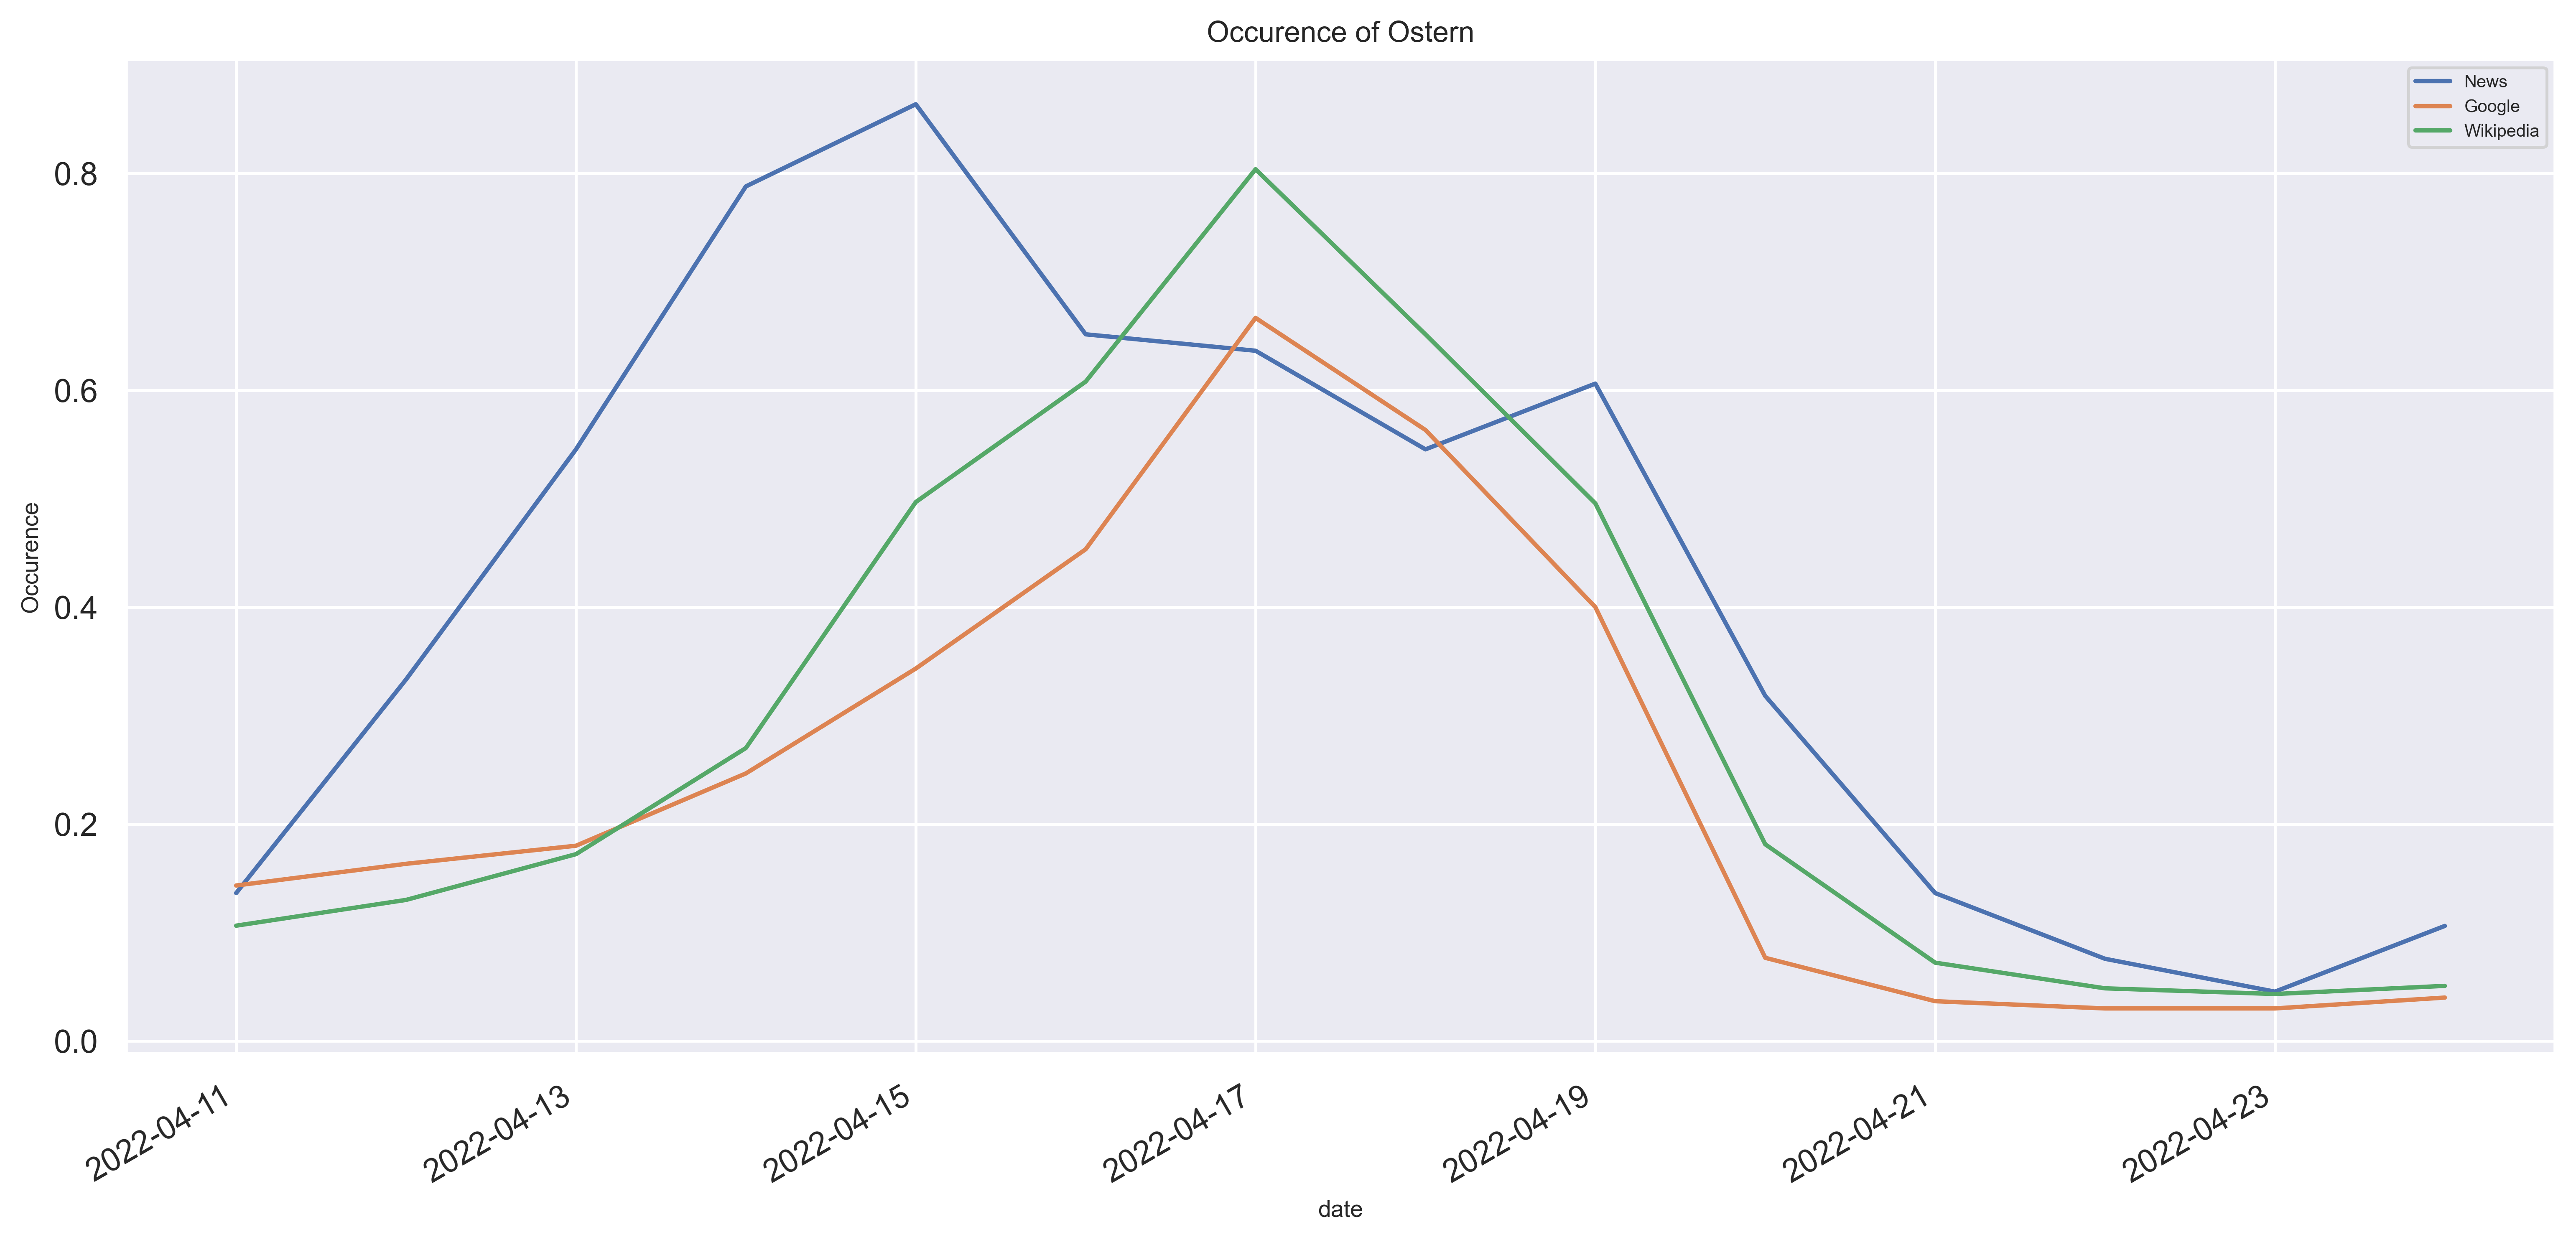 Occurence of Ostern
News
Google
Wikipedia
0.8
0.6
0.4
0.2
0.0
Occurence
2022-04-11
2022-04-13
2022-04-15
2022-04-17
2022-04-19
2022-04-21
2022-04-23
date